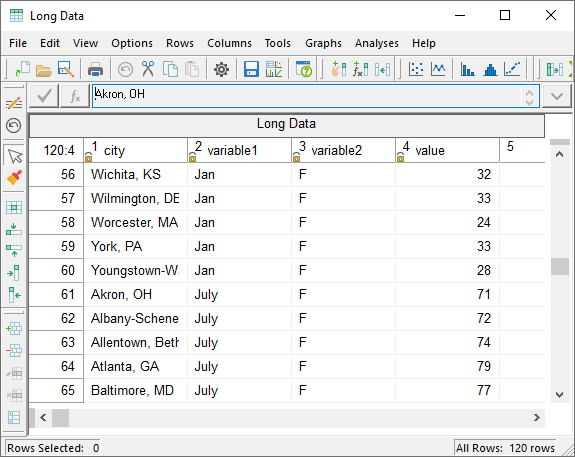 Long Data
File Edit View Options Rows Columns Tools Graphs Analyses Help
fx Akron, OH
Long Data
120:4 1 city 2 variable1 3 variable2 4 value 5
56 Wichita, KS Jan F 32
57 Wilmington, DE Jan F 33
58 Worcester, MA Jan F 24
59 York, PA Jan F 33
60 Youngstown-Wa Jan F 28
61 Akron, OH July F 71
62 Albany-Schene July F 72
63 Allentown, Beth July F 74
64 Atlanta, GA July F 79
65 Baltimore, MD July F 77
Rows Selected: 0 All Rows: 120 rows